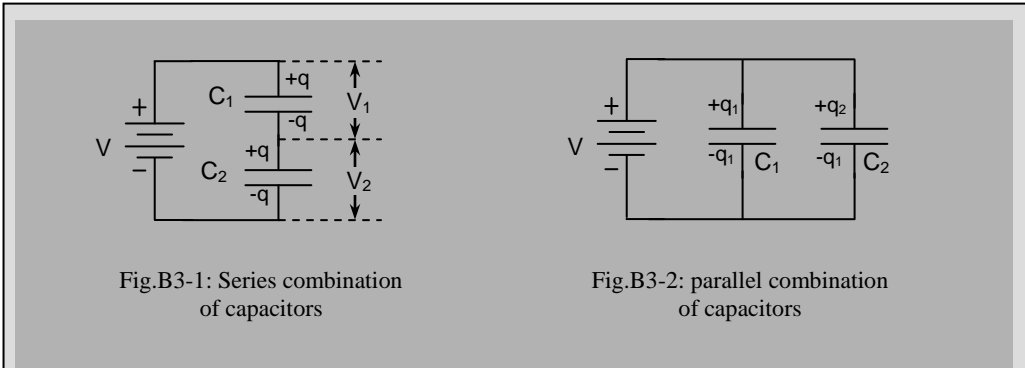 +q
C₁
V₁
-q
+
V
−
+q
C₂
V₂
-q
Fig.B3-1: Series combination
of capacitors
+
V
−
+q₁
+q₂
-q₁
C₁
-q₁
C₂
Fig.B3-2: parallel combination
of capacitors